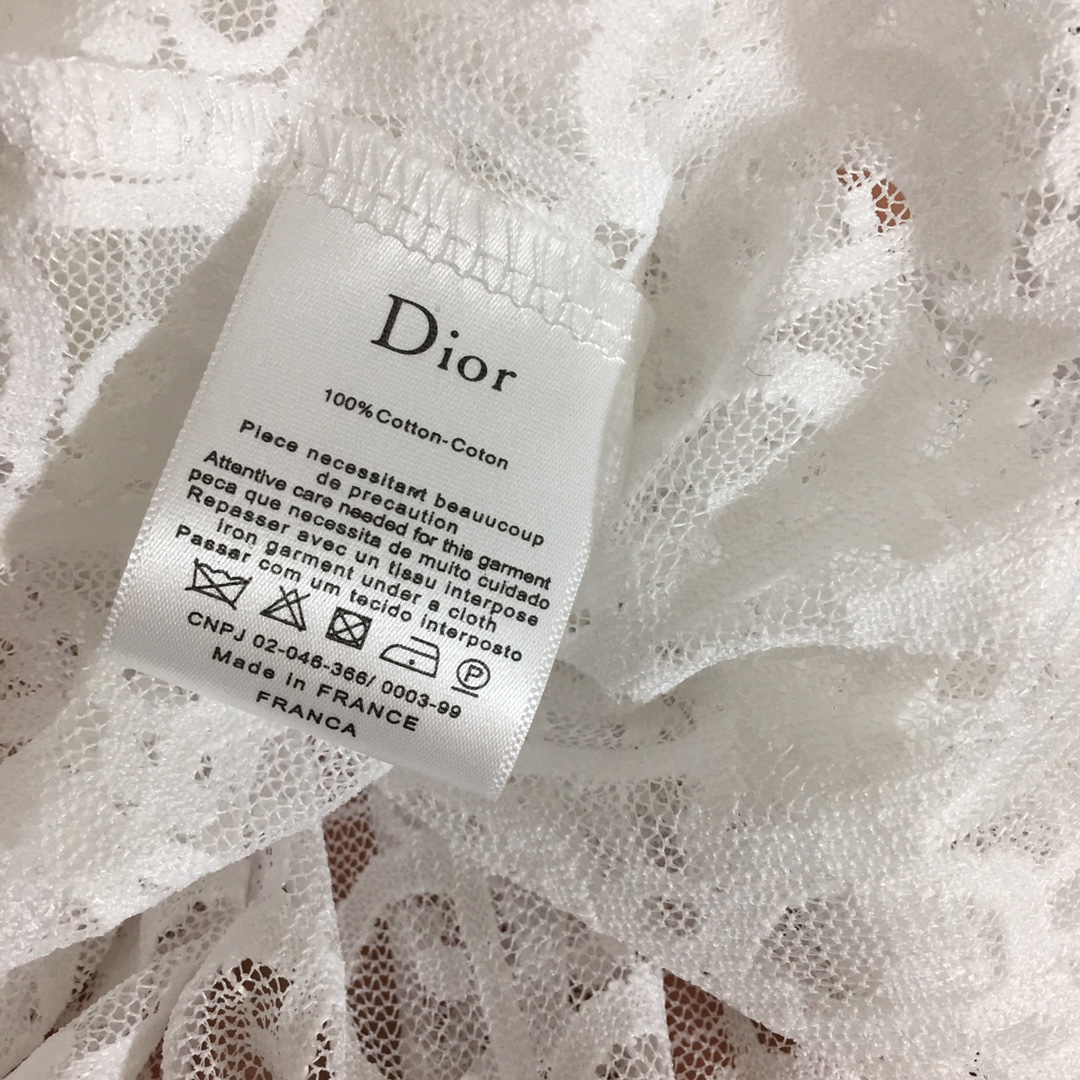 Dior
100%Cotton-Coton
Piece necessitant beauucoup
de precaution
Attentive care needed for this garment
peca que necessita de muito cuidado
Repasser avec un tissu interpose
iron garment under a cloth
Passar com um tecido interposto
P
CNPJ 02-046-366/ 0003-99
Made in FRANCE
FRANCA